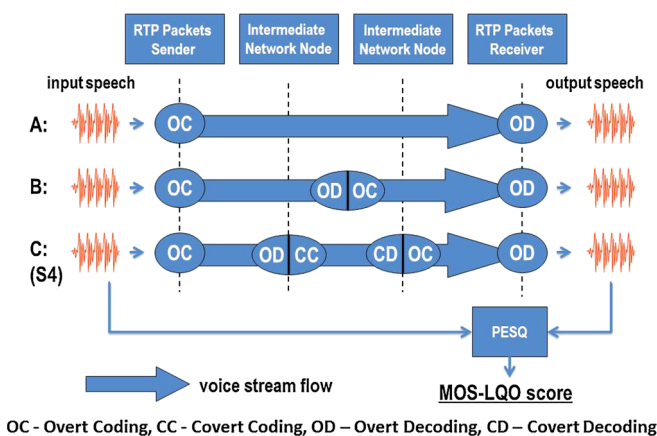 RTP Packets Sender
Intermediate Network Node
Intermediate Network Node
RTP Packets Receiver
input speech
output speech
A:
OC
OD
B:
OC
OD
OC
OD
C:
(S4)
OC
OD
CC
CD
OC
OD
PESQ
voice stream flow
MOS-LQO score
OC - Overt Coding, CC - Covert Coding, OD – Overt Decoding, CD – Covert Decoding